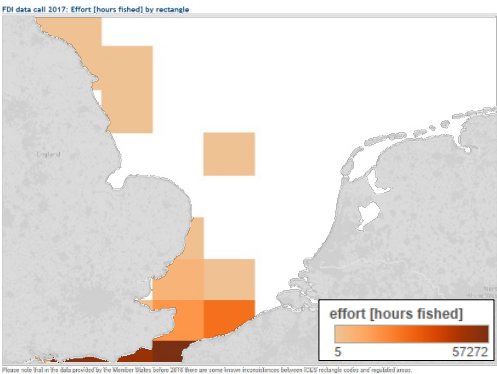 FDI data call 2017: Effort [hours fished] by rectangle
England
effort [hours fished]
5 57272
Please note that in the data provided by the Member States before 2016 there are some known inconsistences between ICES rectangle codes and regulated areas.